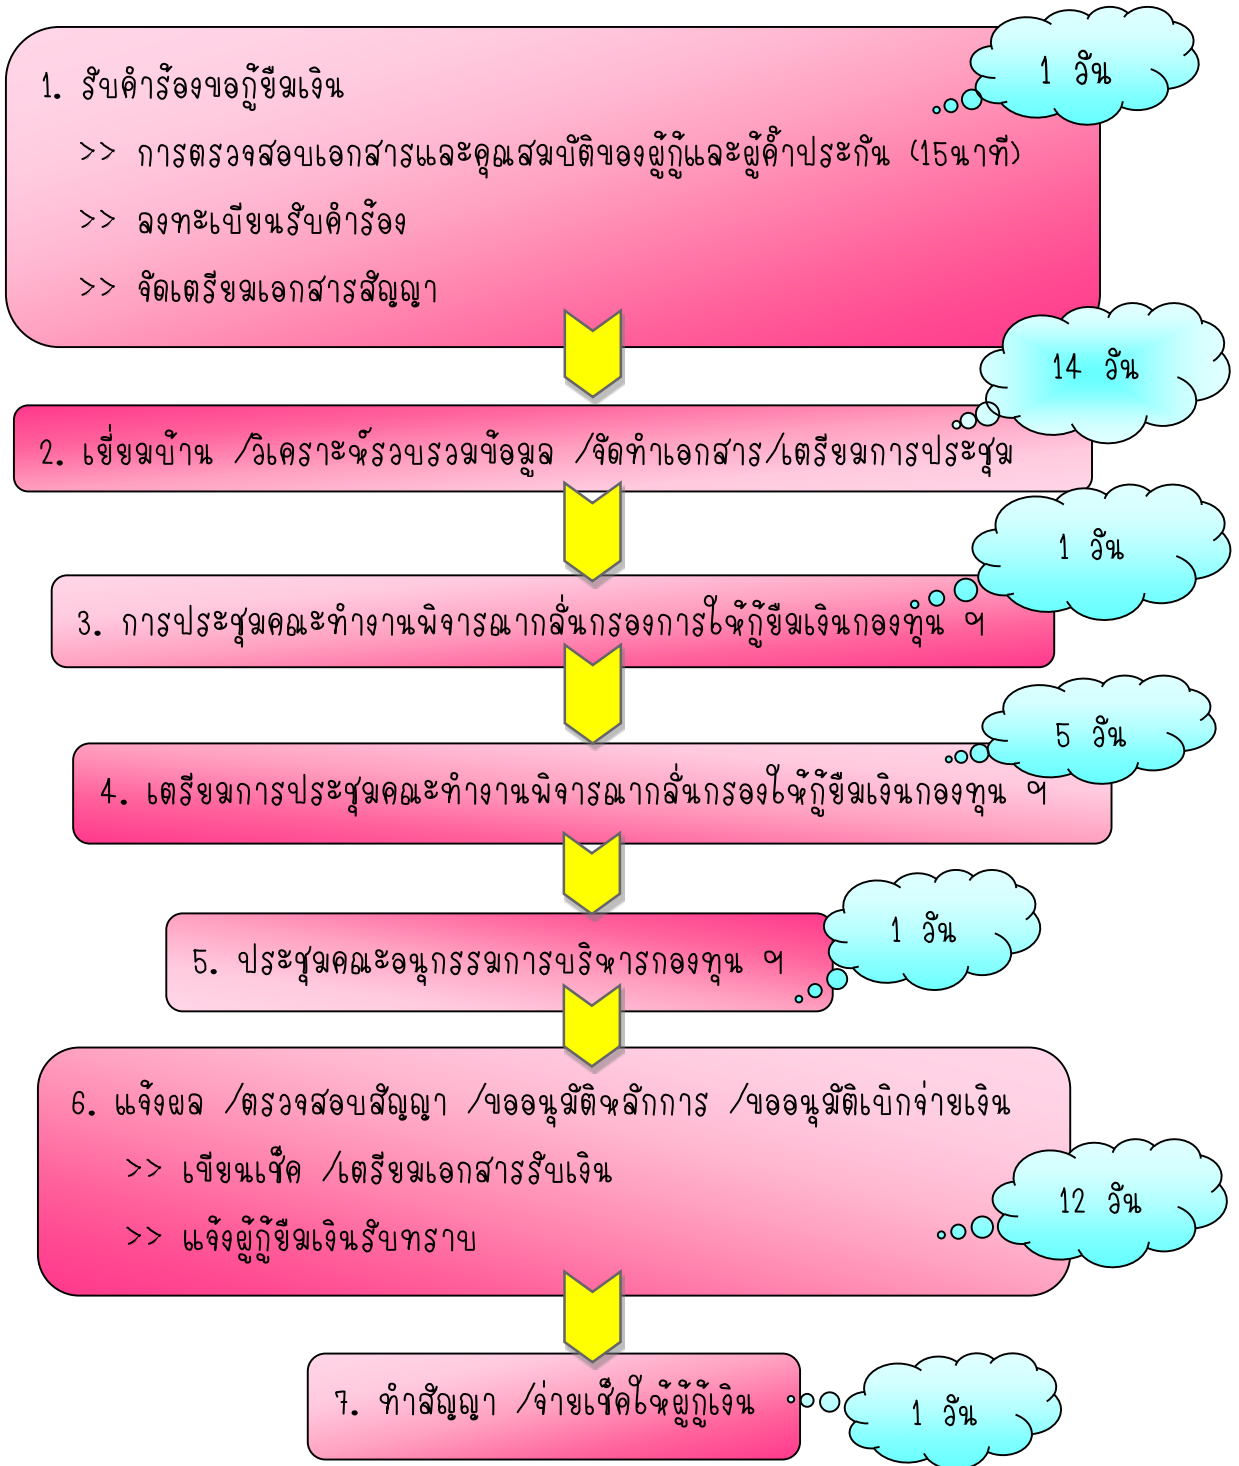 1 วัน
1. รับคำร้องขอกู้ยืมเงิน
>> การตรวจสอบเอกสารและคุณสมบัติของผู้กู้และผู้ค้ำประกัน (15นาที)
>> ลงทะเบียนรับคำร้อง
>> จัดเตรียมเอกสารสัญญา
14 วัน
2. เยี่ยมบ้าน /วิเคราะห์รวบรวมข้อมูล /จัดทำเอกสาร/เตรียมการประชุม
1 วัน
3. การประชุมคณะทำงานพิจารณากลั่นกรองการให้กู้ยืมเงินกองทุน ฯ
5 วัน
4. เตรียมการประชุมคณะทำงานพิจารณากลั่นกรองให้กู้ยืมเงินกองทุน ฯ
1 วัน
5. ประชุมคณะอนุกรรมการบริหารกองทุน ฯ
6. แจ้งผล /ตรวจสอบสัญญา /ขออนุมัติหลักการ /ขออนุมัติเบิกจ่ายเงิน
>> เขียนเช็ค /เตรียมเอกสารรับเงิน
12 วัน
>> แจ้งผู้กู้ยืมเงินรับทราบ
7. ทำสัญญา /จ่ายเช็คให้ผู้กู้เงิน
1 วัน